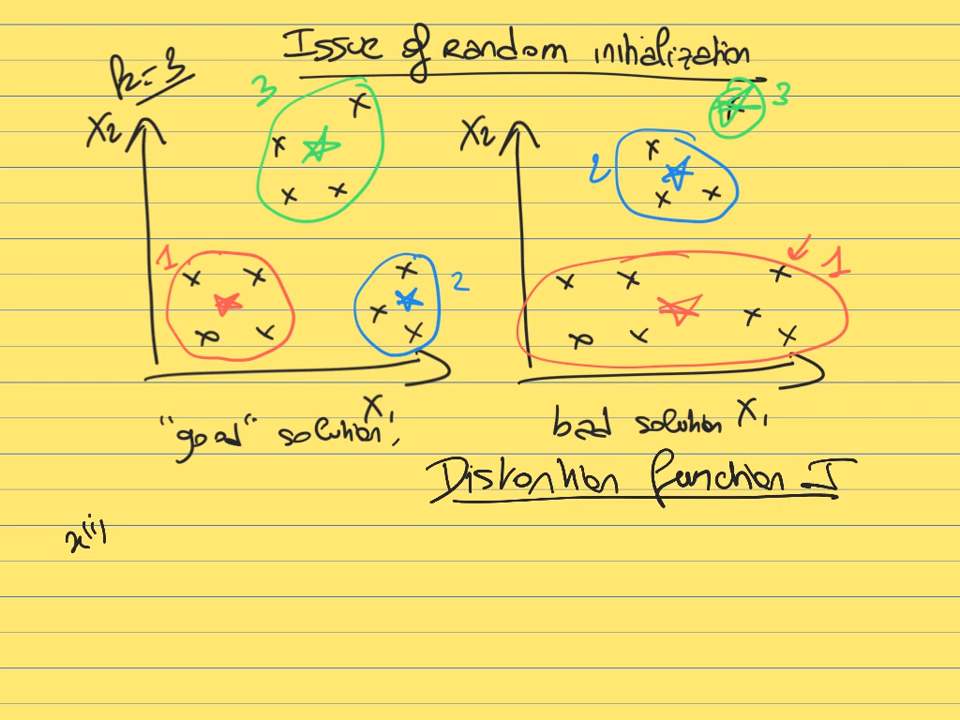 Issue of random initialization
k=3
3
3
X2
X2
2
1
2
1
X1
X1
"good" solution,
bad solution
Distortion function J
x(i)